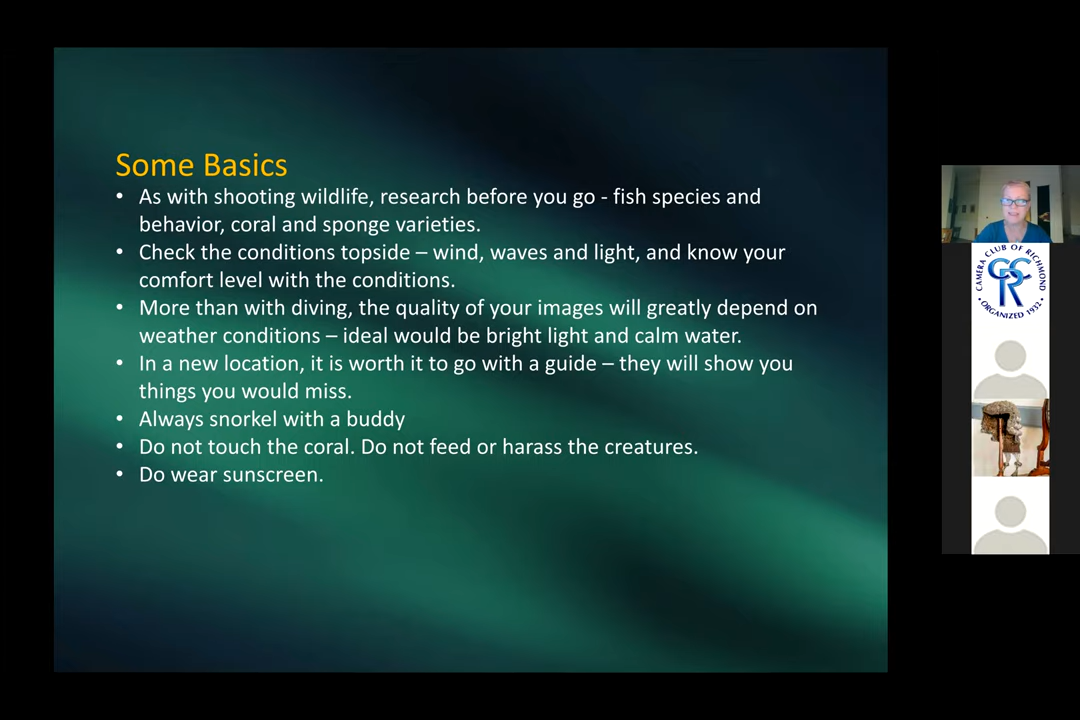 Some Basics
• As with shooting wildlife, research before you go - fish species and
behavior, coral and sponge varieties.
• Check the conditions topside – wind, waves and light, and know your
comfort level with the conditions.
• More than with diving, the quality of your images will greatly depend on
weather conditions – ideal would be bright light and calm water.
• In a new location, it is worth it to go with a guide – they will show you
things you would miss.
• Always snorkel with a buddy
• Do not touch the coral. Do not feed or harass the creatures.
• Do wear sunscreen.
CAMERA CLUB OF RICHMOND
CCR
• ORGANIZED 1932 •